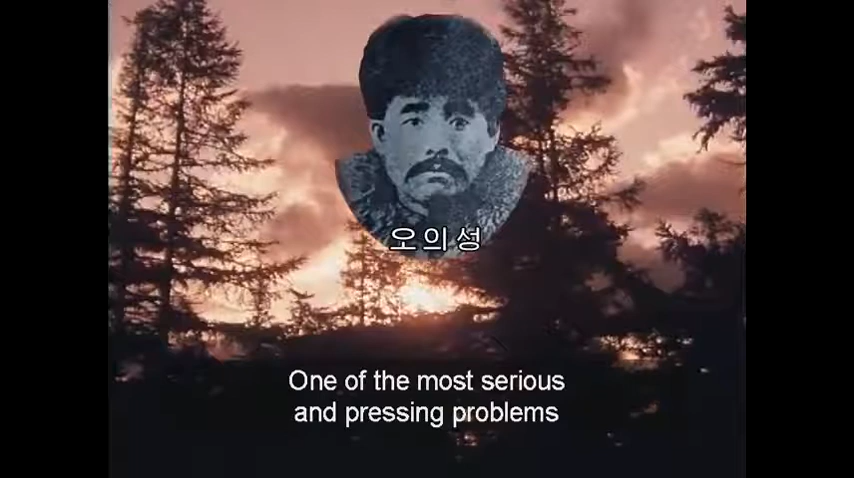 오의성
One of the most serious
and pressing problems